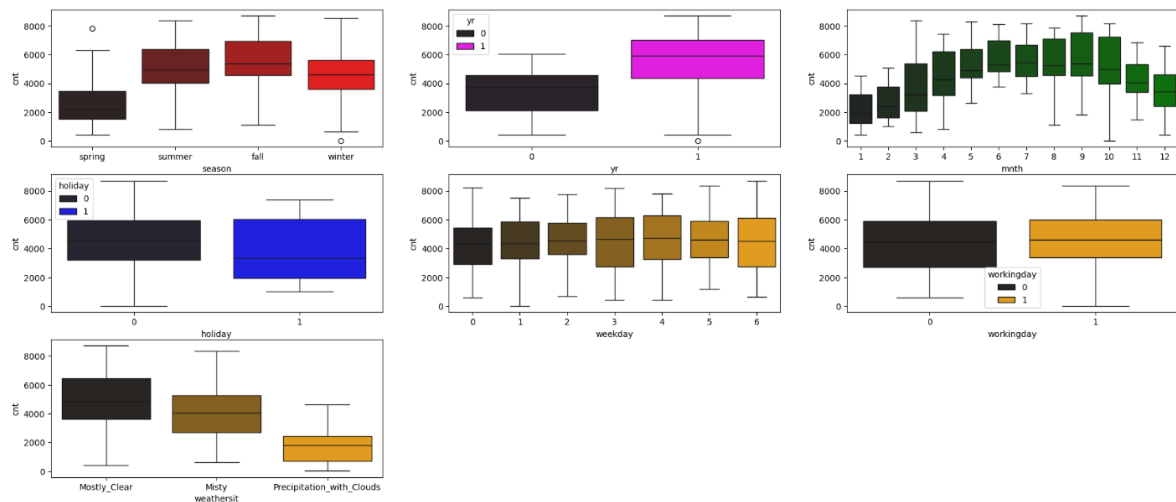 cnt
8000
6000
4000
2000
0
spring summer fall winter
season
cnt
8000
6000
4000
2000
0
yr
0
1
0 1
yr
cnt
8000
6000
4000
2000
0
1 2 3 4 5 6 7 8 9 10 11 12
mnth
cnt
8000
6000
4000
2000
0
holiday
0
1
0 1
holiday
cnt
8000
6000
4000
2000
0
0 1 2 3 4 5 6
weekday
cnt
8000
6000
4000
2000
0
workingday
0
1
0 1
workingday
cnt
8000
6000
4000
2000
0
Mostly_Clear Misty Precipitation_with_Clouds
weathersit